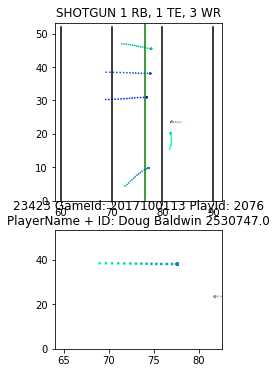 SHOTGUN 1 RB, 1 TE, 3 WR
50
40
30
20
10
0
60 70 80 90
23423 GameId: 2017100113 PlayId: 2076
PlayerName + ID: Doug Baldwin 2530747.0
40
20
0
65 70 75 80